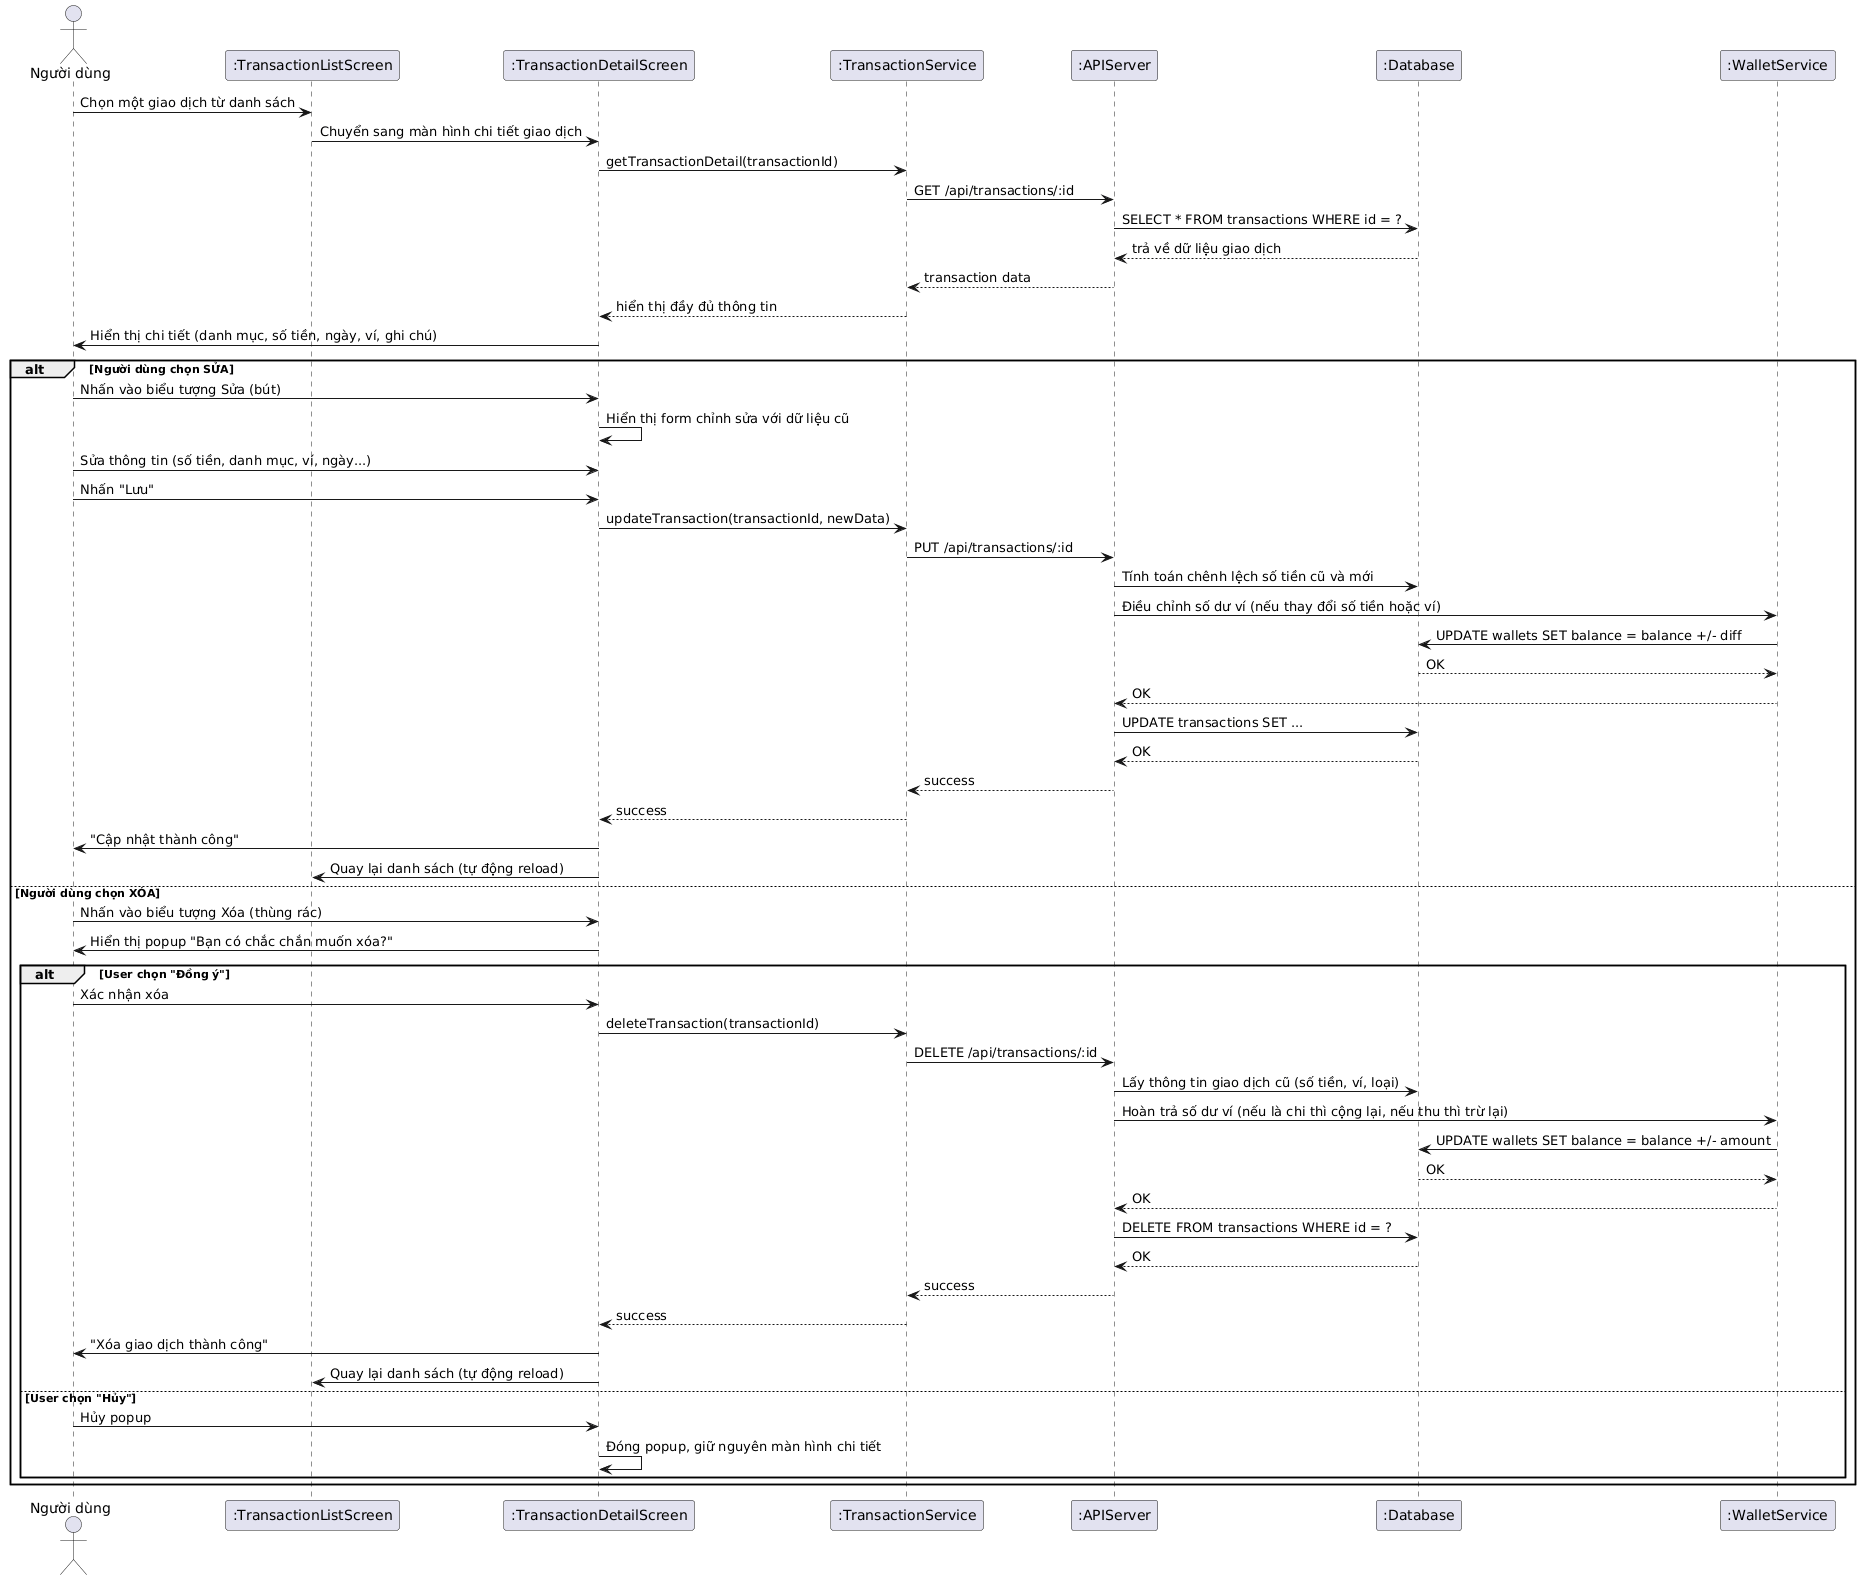 Người dùng
:TransactionListScreen
:TransactionDetailScreen
:TransactionService
:APIServer
:Database
:WalletService
Chọn một giao dịch từ danh sách
Chuyển sang màn hình chi tiết giao dịch
getTransactionDetail(transactionId)
GET /api/transactions/:id
SELECT * FROM transactions WHERE id = ?
trả về dữ liệu giao dịch
transaction data
hiển thị đầy đủ thông tin
Hiển thị chi tiết (danh mục, số tiền, ngày, ví, ghi chú)
alt [Người dùng chọn SỬA]
Nhấn vào biểu tượng Sửa (bút)
Hiển thị form chỉnh sửa với dữ liệu cũ
Sửa thông tin (số tiền, danh mục, ví, ngày...)
Nhấn "Lưu"
updateTransaction(transactionId, newData)
PUT /api/transactions/:id
Tính toán chênh lệch số tiền cũ và mới
Điều chỉnh số dư ví (nếu thay đổi số tiền hoặc ví)
UPDATE wallets SET balance = balance +/- diff
OK
OK
UPDATE transactions SET ...
OK
success
success
"Cập nhật thành công"
Quay lại danh sách (tự động reload)
[Người dùng chọn XÓA]
Nhấn vào biểu tượng Xóa (thùng rác)
Hiển thị popup "Bạn có chắc chắn muốn xóa?"
alt [User chọn "Đồng ý"]
Xác nhận xóa
deleteTransaction(transactionId)
DELETE /api/transactions/:id
Lấy thông tin giao dịch cũ (số tiền, ví, loại)
Hoàn trả số dư ví (nếu là chi thì cộng lại, nếu thu thì trừ lại)
UPDATE wallets SET balance = balance +/- amount
OK
OK
DELETE FROM transactions WHERE id = ?
OK
success
success
"Xóa giao dịch thành công"
Quay lại danh sách (tự động reload)
[User chọn "Hủy"]
Hủy popup
Đóng popup, giữ nguyên màn hình chi tiết
Người dùng
:TransactionListScreen
:TransactionDetailScreen
:TransactionService
:APIServer
:Database
:WalletService